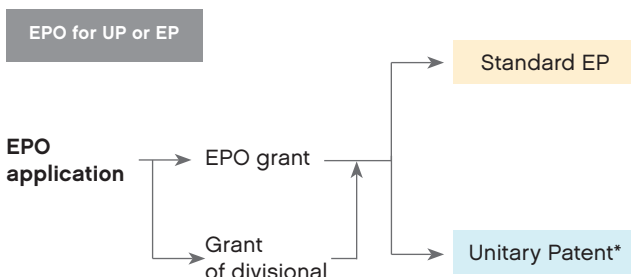 EPO for UP or EP
Standard EP
EPO
application
EPO grant
Grant
of divisional
Unitary Patent*